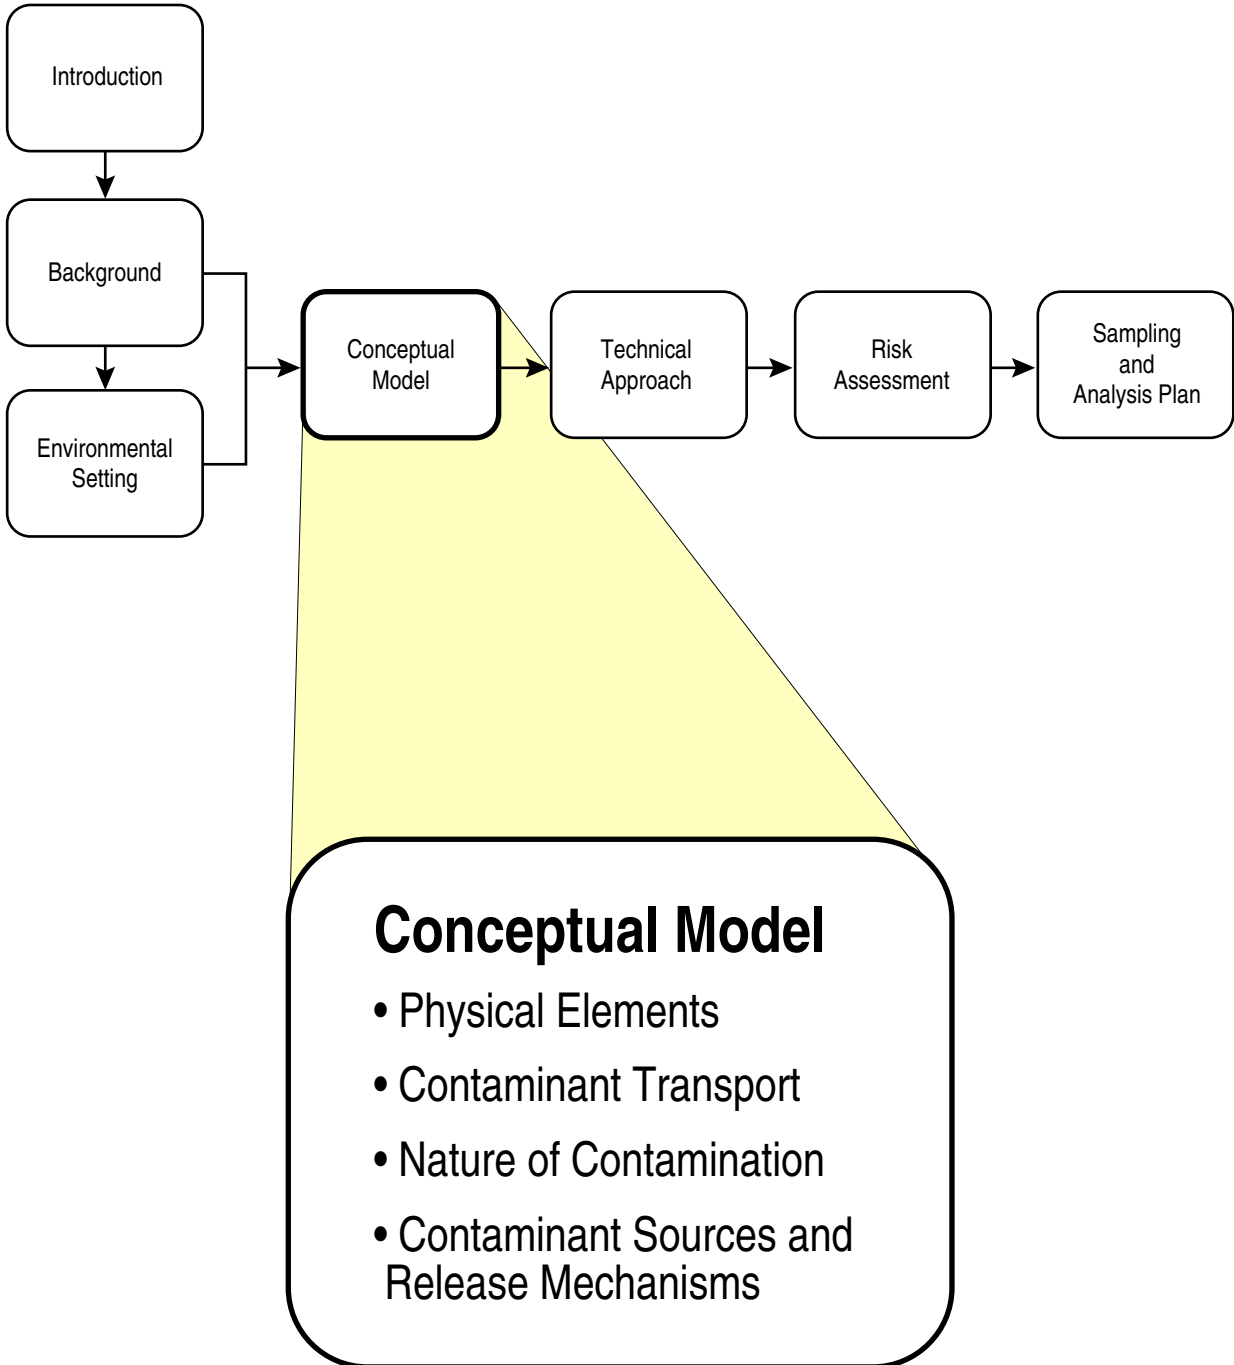 Introduction
Background
Environmental
Setting
Conceptual
Model
Technical
Approach
Risk
Assessment
Sampling
and
Analysis Plan
Conceptual Model
• Physical Elements
• Contaminant Transport
• Nature of Contamination
• Contaminant Sources and
Release Mechanisms